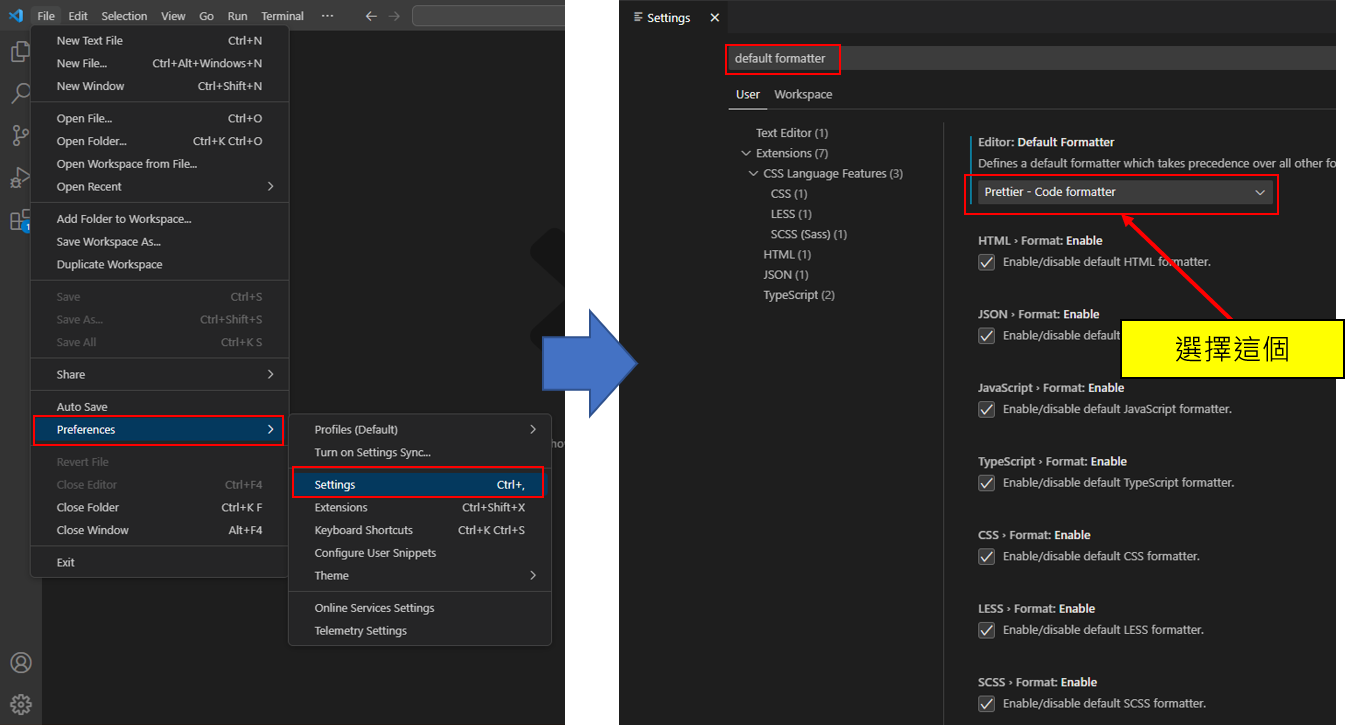 File Edit Selection View Go Run Terminal ···
New Text File Ctrl+N
New File... Ctrl+Alt+Windows+N
New Window Ctrl+Shift+N
Open File... Ctrl+O
Open Folder... Ctrl+K Ctrl+O
Open Workspace from File...
Open Recent
Add Folder to Workspace...
Save Workspace As...
Duplicate Workspace
Save Ctrl+S
Save As... Ctrl+Shift+S
Save All Ctrl+K S
Share
Auto Save
Preferences
Revert File
Close Editor Ctrl+F4
Close Folder Ctrl+K F
Close Window Alt+F4
Exit
Profiles (Default)
Turn on Settings Sync...
Settings Ctrl+,
Extensions Ctrl+Shift+X
Keyboard Shortcuts Ctrl+K Ctrl+S
Configure User Snippets
Theme
Online Services Settings
Telemetry Settings
Settings
default formatter
User Workspace
Text Editor (1)
Extensions (7)
CSS Language Features (3)
CSS (1)
LESS (1)
SCSS (Sass) (1)
HTML (1)
JSON (1)
TypeScript (2)
Editor: Default Formatter
Defines a default formatter which takes precedence over all other fo
Prettier - Code formatter
HTML › Format: Enable
Enable/disable default HTML formatter.
JSON › Format: Enable
Enable/disable default
選擇這個
JavaScript › Format: Enable
Enable/disable default JavaScript formatter.
TypeScript › Format: Enable
Enable/disable default TypeScript formatter.
CSS › Format: Enable
Enable/disable default CSS formatter.
LESS › Format: Enable
Enable/disable default LESS formatter.
SCSS › Format: Enable
Enable/disable default SCSS formatter.